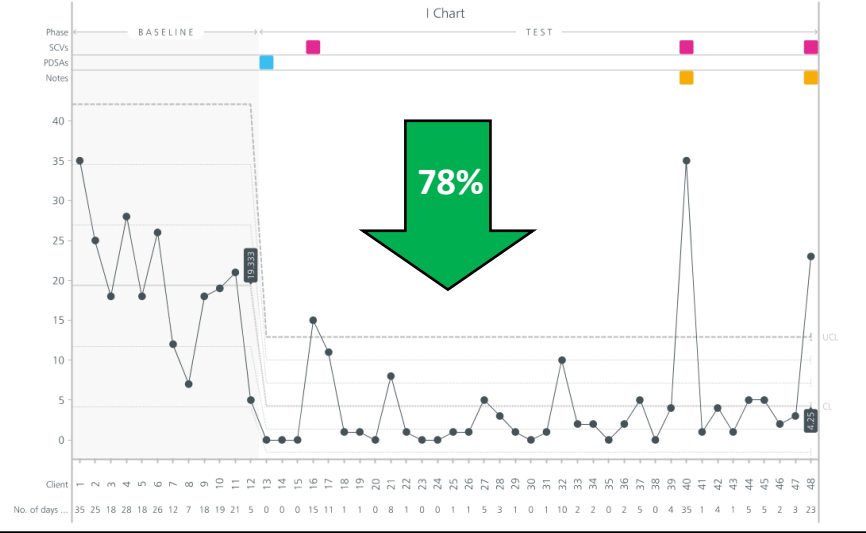 I Chart
Phase BASELINE TEST
SCVs
PDSAs
Notes
40
35
30
25
20
15
10
5
0
78%
19.333
UCL
CL
4.25
Client 1 2 3 4 5 6 7 8 9 10 11 12 13 14 15 16 17 18 19 20 21 22 23 24 25 26 27 28 29 30 31 32 33 34 35 36 37 38 39 40 41 42 43 44 45 46 47 48
No. of days ... 35 25 18 28 18 26 12 7 18 19 21 5 0 0 0 15 11 1 1 0 8 1 0 0 1 1 5 3 1 0 1 10 2 2 0 2 5 0 4 35 1 4 1 5 5 2 3 23